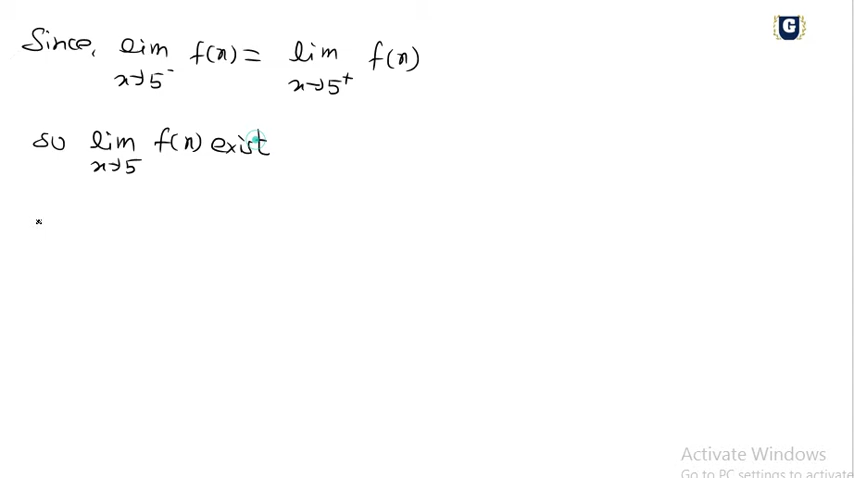 Since, lim x→5⁻ f(x) = lim x→5⁺ f(x)
so lim x→5 f(x) exist
G
Activate Windows
Go to PC settings to activate